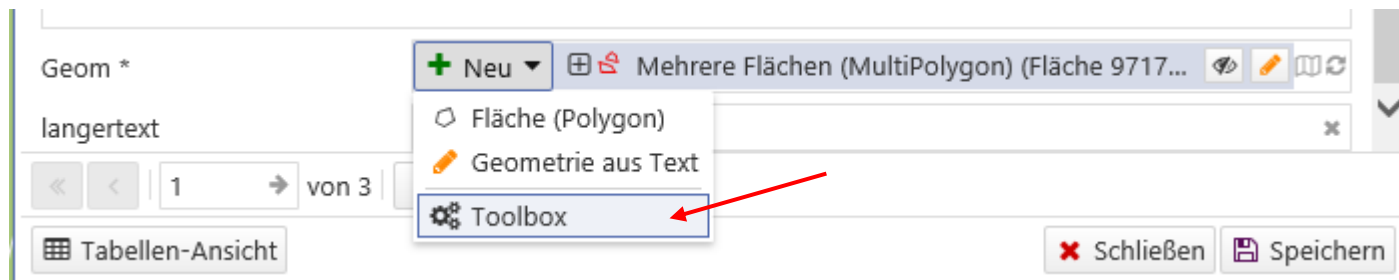 Geom *
Neu
Mehrere Flächen (MultiPolygon) (Fläche 9717...
Fläche (Polygon)
langertext
Geometrie aus Text
1
von 3
Toolbox
Tabellen-Ansicht
Schließen
Speichern